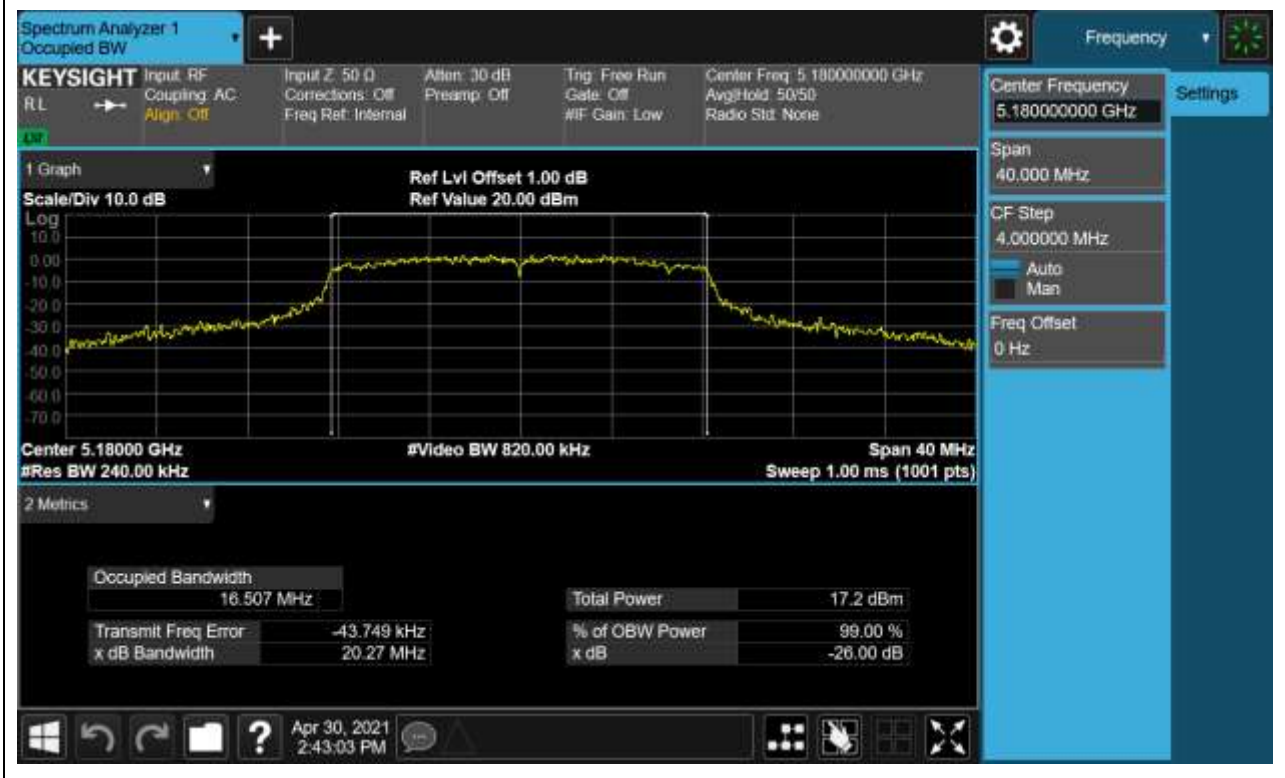 Spectrum Analyzer 1
Occupied BW
+
Frequency
KEYSIGHT
RL
LXI
Input: RF
Coupling: AC
Align: Off
Input Z: 50 Ω
Corrections: Off
Freq Ref: Internal
Atten: 30 dB
Preamp: Off
Trig: Free Run
Gate: Off
#IF Gain: Low
Center Freq: 5.180000000 GHz
Avg|Hold: 50/50
Radio Std: None
Center Frequency
5.180000000 GHz
Settings
Span
40.000 MHz
CF Step
4.000000 MHz
Auto
Man
Freq Offset
0 Hz
1 Graph
Scale/Div 10.0 dB
Ref Lvl Offset 1.00 dB
Ref Value 20.00 dBm
Log
10.0
0.00
-10.0
-20.0
-30.0
-40.0
-50.0
-60.0
-70.0
Center 5.18000 GHz
#Video BW 820.00 kHz
Span 40 MHz
#Res BW 240.00 kHz
Sweep 1.00 ms (1001 pts)
2 Metrics
Occupied Bandwidth
16.507 MHz
Total Power 17.2 dBm
Transmit Freq Error -43.749 kHz
% of OBW Power 99.00 %
x dB Bandwidth 20.27 MHz
x dB -26.00 dB
?
Apr 30, 2021
2:43:03 PM